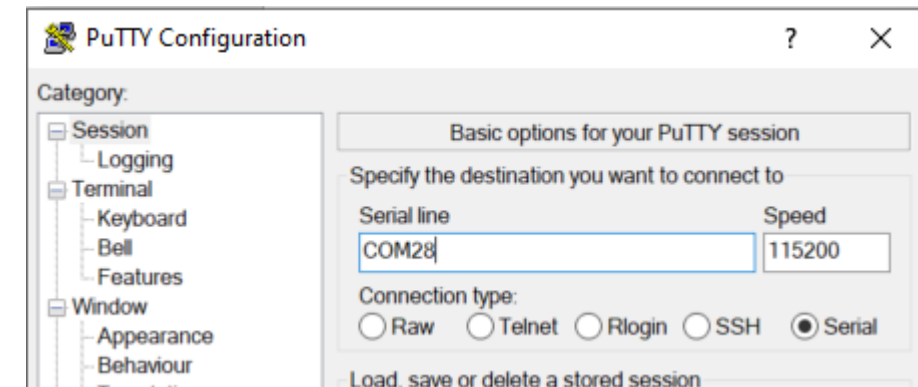 PuTTY Configuration ?
Category:
Session
Logging
Terminal
Keyboard
Bell
Features
Window
Appearance
Behaviour
Basic options for your PuTTY session
Specify the destination you want to connect to
Serial line Speed
COM28 115200
Connection type:
Raw Telnet Rlogin SSH Serial
Load, save or delete a stored session